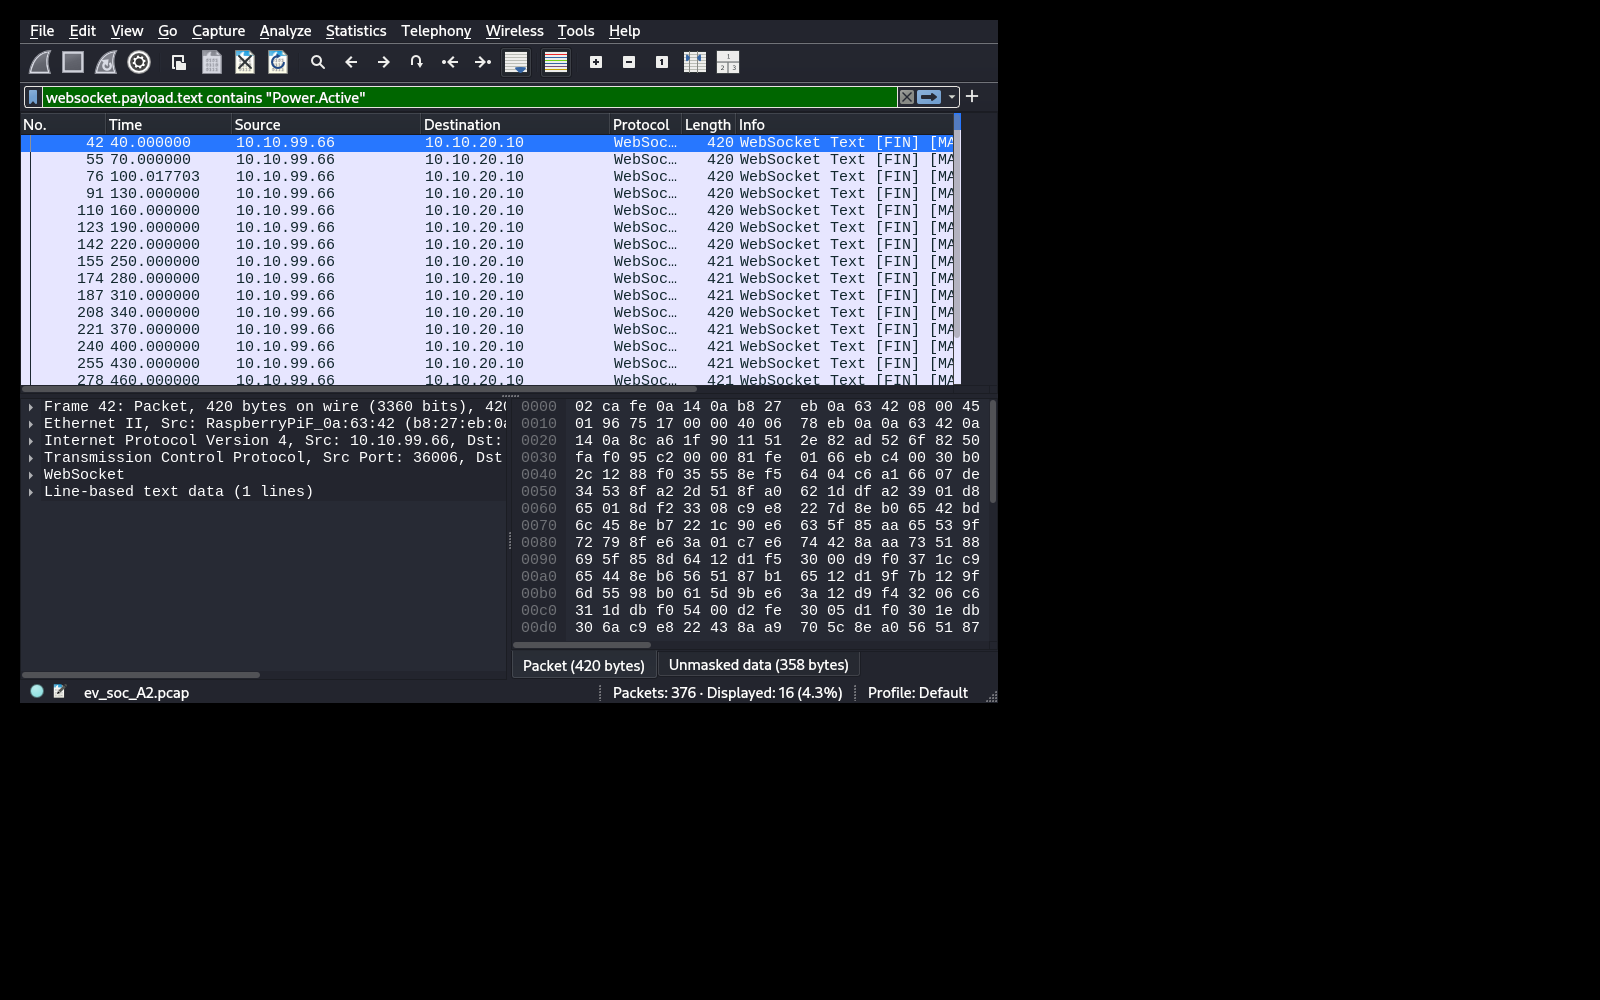 File Edit View Go Capture Analyze Statistics Telephony Wireless Tools Help
websocket.payload.text contains "Power.Active"
No. Time Source Destination Protocol Length Info
42 40.000000 10.10.99.66 10.10.20.10 WebSoc… 420 WebSocket Text [FIN] [MA
55 70.000000 10.10.99.66 10.10.20.10 WebSoc… 420 WebSocket Text [FIN] [MA
76 100.017703 10.10.99.66 10.10.20.10 WebSoc… 420 WebSocket Text [FIN] [MA
91 130.000000 10.10.99.66 10.10.20.10 WebSoc… 420 WebSocket Text [FIN] [MA
110 160.000000 10.10.99.66 10.10.20.10 WebSoc… 420 WebSocket Text [FIN] [MA
123 190.000000 10.10.99.66 10.10.20.10 WebSoc… 420 WebSocket Text [FIN] [MA
142 220.000000 10.10.99.66 10.10.20.10 WebSoc… 420 WebSocket Text [FIN] [MA
155 250.000000 10.10.99.66 10.10.20.10 WebSoc… 421 WebSocket Text [FIN] [MA
174 280.000000 10.10.99.66 10.10.20.10 WebSoc… 421 WebSocket Text [FIN] [MA
187 310.000000 10.10.99.66 10.10.20.10 WebSoc… 421 WebSocket Text [FIN] [MA
208 340.000000 10.10.99.66 10.10.20.10 WebSoc… 420 WebSocket Text [FIN] [MA
221 370.000000 10.10.99.66 10.10.20.10 WebSoc… 421 WebSocket Text [FIN] [MA
240 400.000000 10.10.99.66 10.10.20.10 WebSoc… 421 WebSocket Text [FIN] [MA
255 430.000000 10.10.99.66 10.10.20.10 WebSoc… 421 WebSocket Text [FIN] [MA
278 460.000000 10.10.99.66 10.10.20.10 WebSoc… 421 WebSocket Text [FIN] [MA
Frame 42: Packet, 420 bytes on wire (3360 bits), 420
Ethernet II, Src: RaspberryPiF_0a:63:42 (b8:27:eb:0a
Internet Protocol Version 4, Src: 10.10.99.66, Dst:
Transmission Control Protocol, Src Port: 36006, Dst
WebSocket
Line-based text data (1 lines)
0000 02 ca fe 0a 14 0a b8 27 eb 0a 63 42 08 00 45
0010 01 96 75 17 00 00 40 06 78 eb 0a 0a 63 42 0a
0020 14 0a 8c a6 1f 90 11 51 2e 82 ad 52 6f 82 50
0030 fa f0 95 c2 00 00 81 fe 01 66 eb c4 00 30 b0
0040 2c 12 88 f0 35 55 8e f5 64 04 c6 a1 66 07 de
0050 34 53 8f a2 2d 51 8f a0 62 1d df a2 39 01 d8
0060 65 01 8d f2 33 08 c9 e8 22 7d 8e b0 65 42 bd
0070 6c 45 8e b7 22 1c 90 e6 63 5f 85 aa 65 53 9f
0080 72 79 8f e6 3a 01 c7 e6 74 42 8a aa 73 51 88
0090 69 5f 85 8d 64 12 d1 f5 30 00 d9 f0 37 1c c9
00a0 65 44 8e b6 56 51 87 b1 65 12 d1 9f 7b 12 9f
00b0 6d 55 98 b0 61 5d 9b e6 3a 12 d9 f4 32 06 c6
00c0 31 1d db f0 54 00 d2 fe 30 05 d1 f0 30 1e db
00d0 30 6a c9 e8 22 43 8a a9 70 5c 8e a0 56 51 87
Packet (420 bytes) Unmasked data (358 bytes)
ev_soc_A2.pcap Packets: 376 · Displayed: 16 (4.3%) Profile: Default